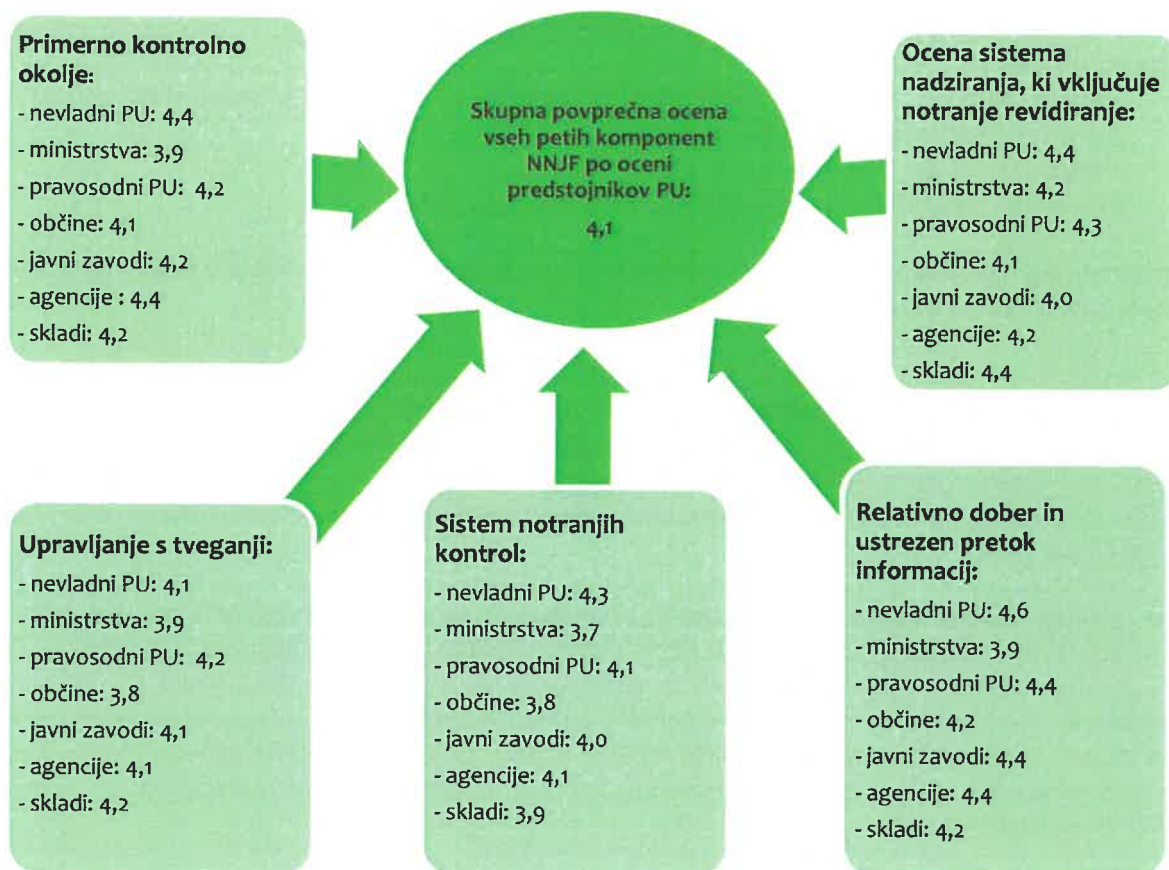 Primerno kontrolno
okolje:
- nevladni PU: 4,4
- ministrstva: 3,9
- pravosodni PU: 4,2
- občine: 4,1
- javni zavodi: 4,2
- agencije : 4,4
- skladi: 4,2
Skupna povprečna ocena
vseh petih komponent
NNJF po oceni
predstojnikov PU:
4,1
Ocena sistema
nadziranja, ki vključuje
notranje revidiranje:
- nevladni PU: 4,4
- ministrstva: 4,2
- pravosodni PU: 4,3
- občine: 4,1
- javni zavodi: 4,0
- agencije: 4,2
- skladi: 4,4
Upravljanje s tveganji:
- nevladni PU: 4,1
- ministrstva: 3,9
- pravosodni PU: 4,2
- občine: 3,8
- javni zavodi: 4,1
- agencije: 4,1
- skladi: 4,2
Sistem notranjih
kontrol:
- nevladni PU: 4,3
- ministrstva: 3,7
- pravosodni PU: 4,1
- občine: 3,8
- javni zavodi: 4,0
- agencije: 4,1
- skladi: 3,9
Relativno dober in
ustrezen pretok
informacij:
- nevladni PU: 4,6
- ministrstva: 3,9
- pravosodni PU: 4,4
- občine: 4,2
- javni zavodi: 4,4
- agencije: 4,4
- skladi: 4,2